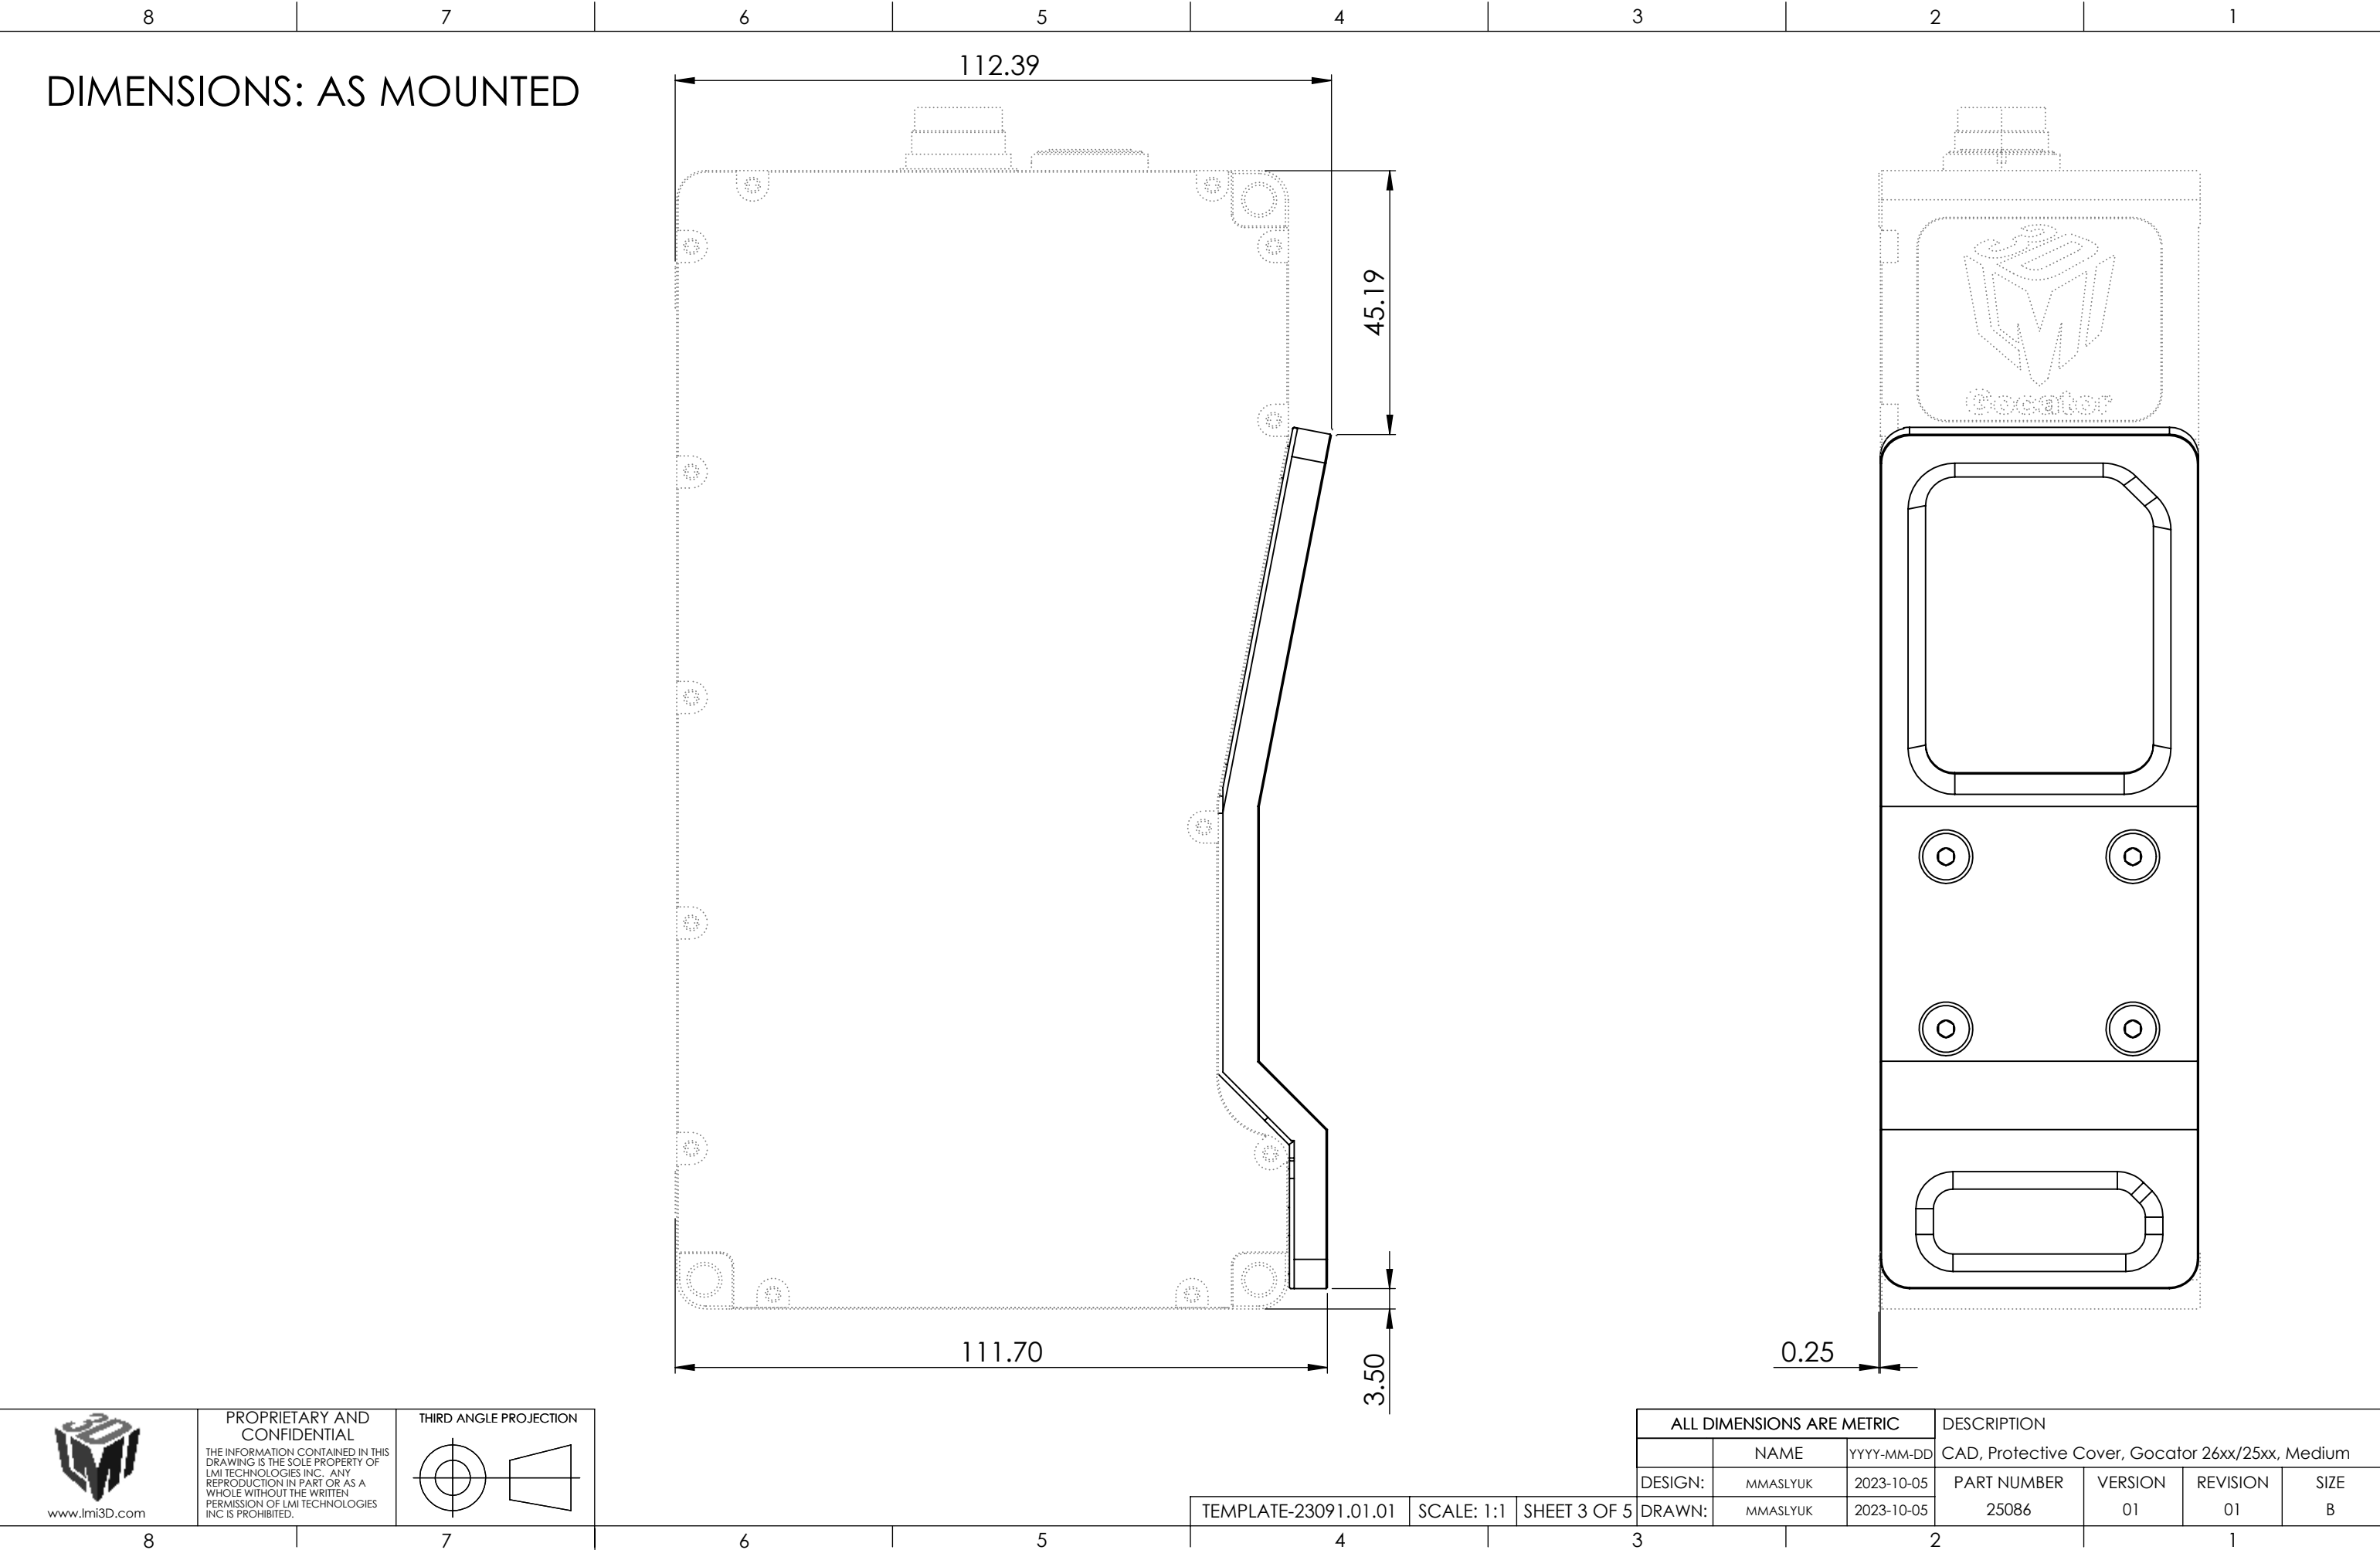 8 7 6 5 4 3 2 1
DIMENSIONS: AS MOUNTED
112.39
45.19
Gocator
111.70
3.50
0.25
www.lmi3D.com
PROPRIETARY AND
CONFIDENTIAL
THE INFORMATION CONTAINED IN THIS
DRAWING IS THE SOLE PROPERTY OF
LMI TECHNOLOGIES INC. ANY
REPRODUCTION IN PART OR AS A
WHOLE WITHOUT THE WRITTEN
PERMISSION OF LMI TECHNOLOGIES
INC IS PROHIBITED.
THIRD ANGLE PROJECTION
TEMPLATE-23091.01.01 SCALE: 1:1 SHEET 3 OF 5
ALL DIMENSIONS ARE METRIC
NAME YYYY-MM-DD
DESIGN: MMASLYUK 2023-10-05
DRAWN: MMASLYUK 2023-10-05
DESCRIPTION
CAD, Protective Cover, Gocator 26xx/25xx, Medium
PART NUMBER VERSION REVISION SIZE
25086 01 01 B
8 7 6 5 4 3 2 1